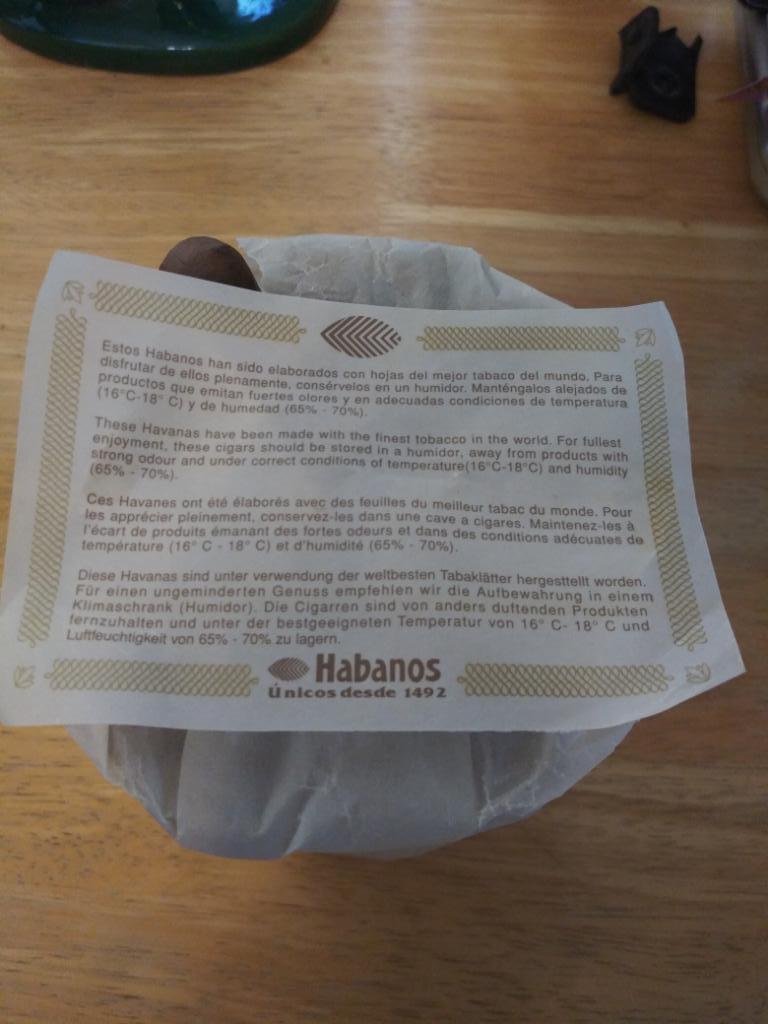 Estos Habanos han sido elaborados con hojas del mejor tabaco del mundo. Para
disfrutar de ellos plenamente, consérvelos en un humidor. Manténgalos alejados de
productos que emitan fuertes olores y en adecuadas condiciones de temperatura
(16°C-18° C) y de humedad (65% - 70%).
These Havanas have been made with the finest tobacco in the world. For fullest
enjoyment, these cigars should be stored in a humidor, away from products with
strong odour and under correct conditions of temperature(16°C-18°C) and humidity
(65% - 70%).
Ces Havanes ont été élaborés avec des feuilles du meilleur tabac du monde. Pour
les apprécier pleinement, conservez-les dans une cave a cigares. Maintenez-les à
l'écart de produits émanant des fortes odeurs et dans des conditions adécuates de
température (16° C - 18° C) et d'humidité (65% - 70%).
Diese Havanas sind unter verwendung der weltbesten Tabaklätter hergesttellt worden.
Für einen ungeminderten Genuss empfehlen wir die Aufbewahrung in einem
Klimaschrank (Humidor). Die Cigarren sind von anders duftenden Produkten
fernzuhalten und unter der bestgeeigneten Temperatur von 16° C- 18° C und
Luftfeuchtigkeit von 65% - 70% zu lagern.
Habanos
Únicos desde 1492